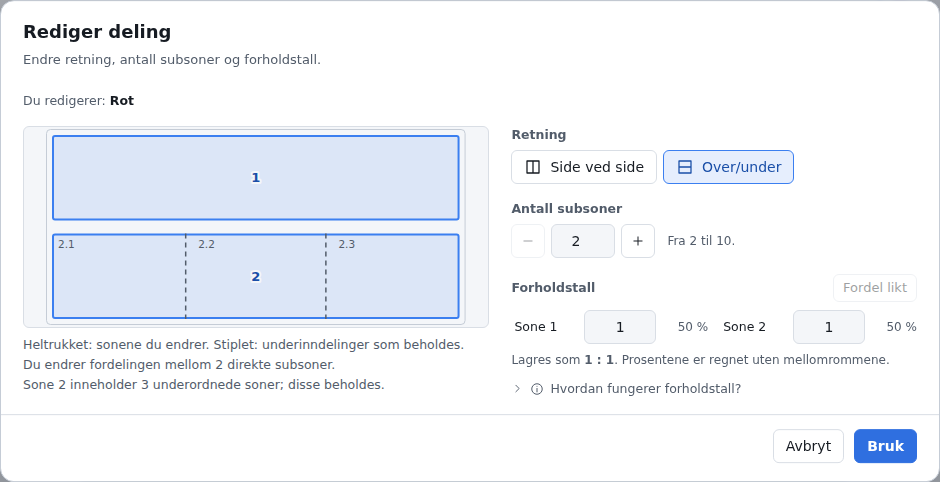 Rediger deling
Endre retning, antall subsoner og forholdstall.
Du redigerer: Rot
1
2.1
2.2
2.3
2
Heltrukket: sonene du endrer. Stiplet: underinndelinger som beholdes.
Du endrer fordelingen mellom 2 direkte subsoner.
Sone 2 inneholder 3 underordnede soner; disse beholdes.
Retning
Side ved side
Over/under
Antall subsoner
− 2 + Fra 2 til 10.
Forholdstall
Fordel likt
Sone 1 1 50 % Sone 2 1 50 %
Lagres som 1 : 1. Prosentene er regnet uten mellomrommene.
Hvordan fungerer forholdstall?
Avbryt
Bruk